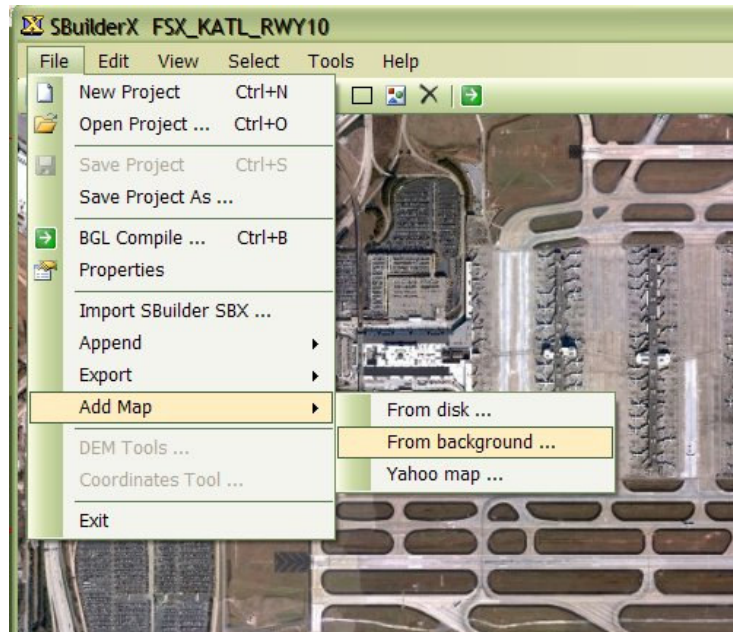 SBuilderX FSX_KATL_RWY10
File Edit View Select Tools Help
New Project Ctrl+N
Open Project ... Ctrl+O
Save Project Ctrl+S
Save Project As ...
BGL Compile ... Ctrl+B
Properties
Import SBuilder SBX ...
Append
Export
Add Map
From disk ...
From background ...
Yahoo map ...
DEM Tools ...
Coordinates Tool ...
Exit